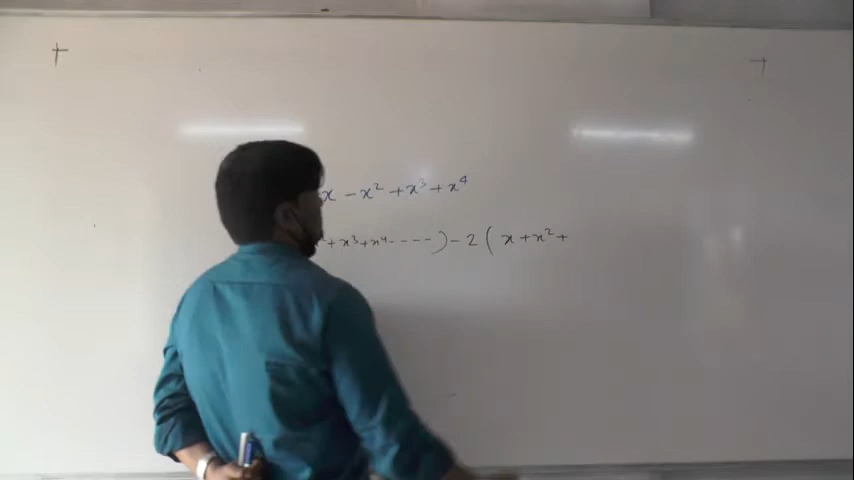 x - x² + x³ + x⁴
+ x³ + x⁴ - - - -) - 2 ( x + x² +